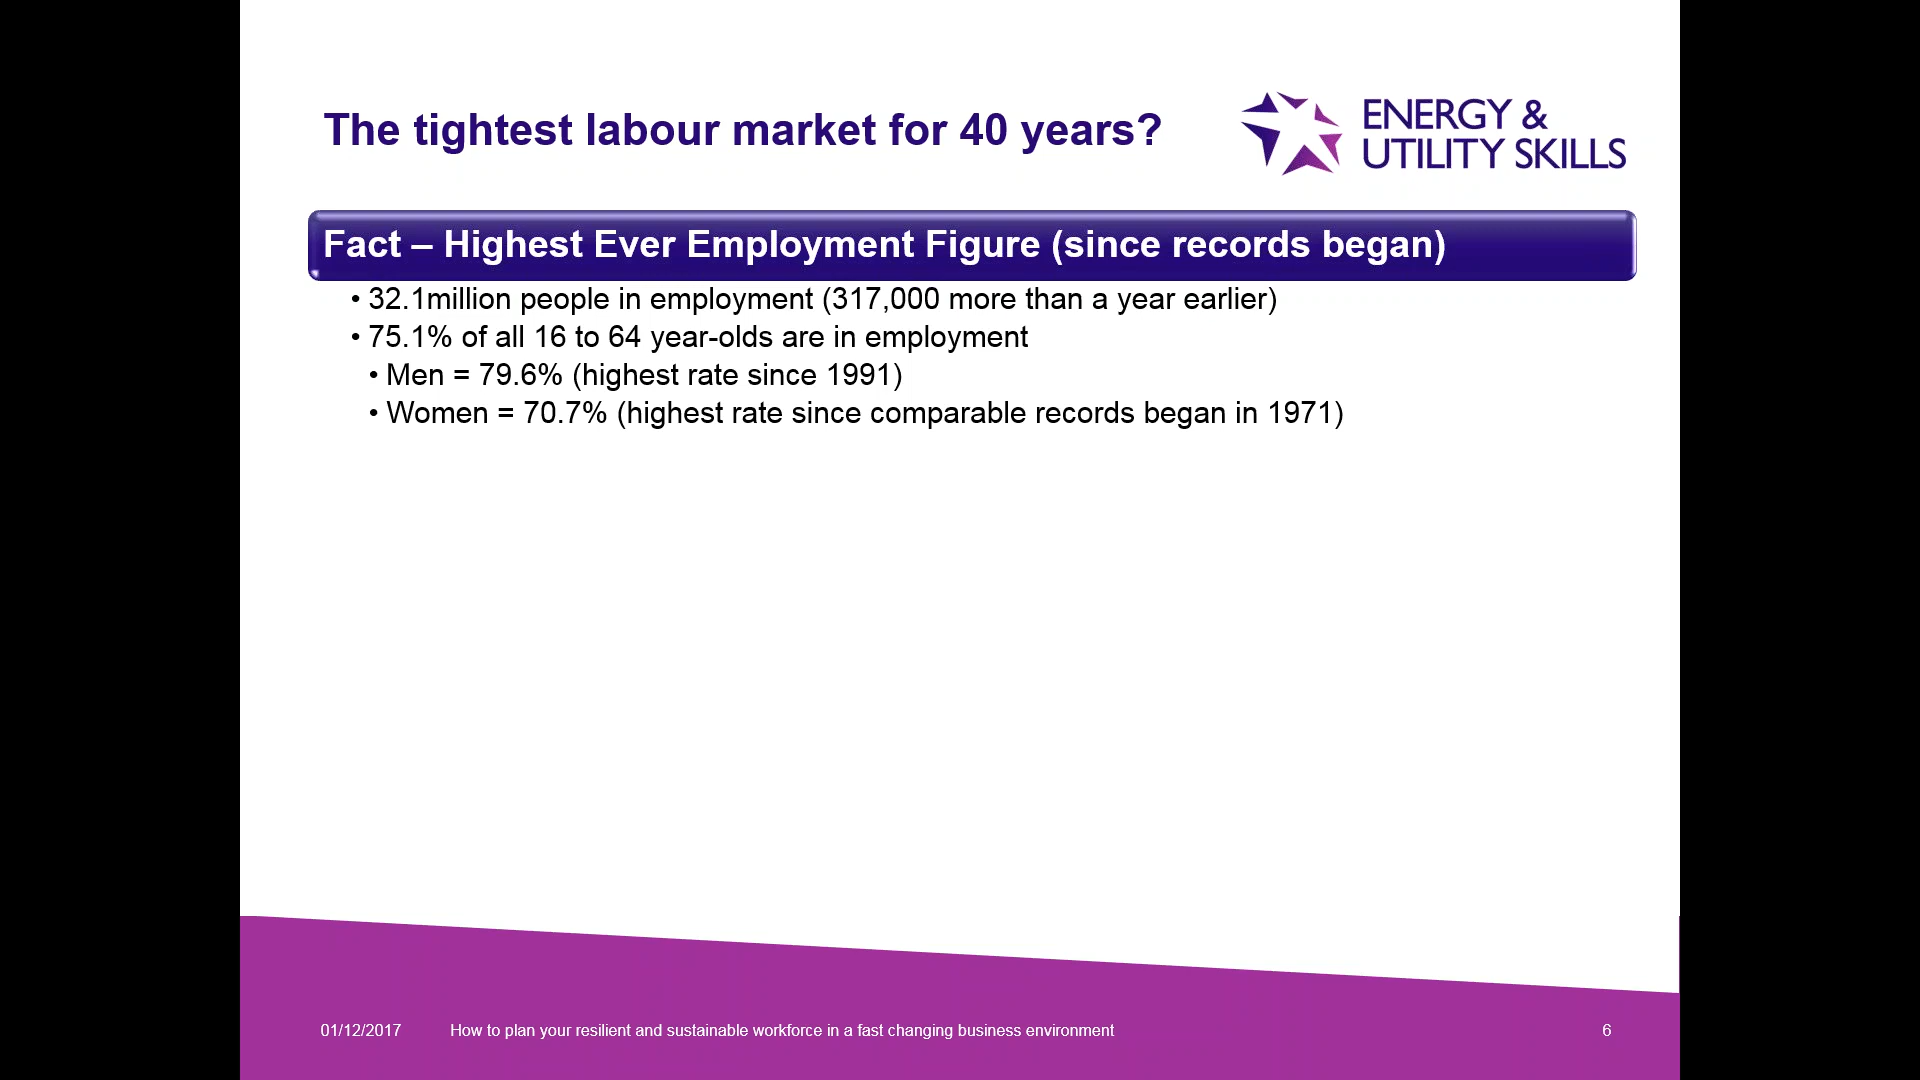 The tightest labour market for 40 years?
ENERGY &
UTILITY SKILLS
Fact – Highest Ever Employment Figure (since records began)
• 32.1million people in employment (317,000 more than a year earlier)
• 75.1% of all 16 to 64 year-olds are in employment
• Men = 79.6% (highest rate since 1991)
• Women = 70.7% (highest rate since comparable records began in 1971)
01/12/2017 How to plan your resilient and sustainable workforce in a fast changing business environment 6